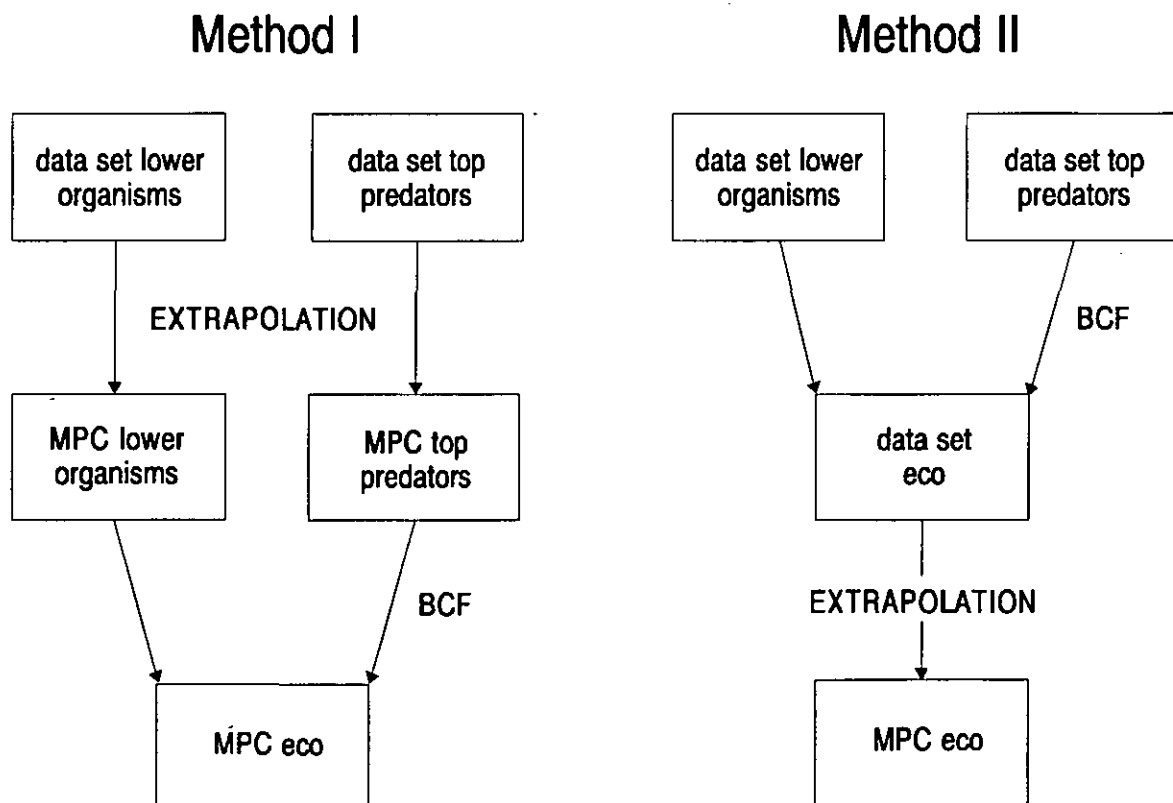 Method I
data set lower
organisms
data set top
predators
EXTRAPOLATION
MPC lower
organisms
MPC top
predators
BCF
MPC eco
Method II
data set lower
organisms
data set top
predators
BCF
data set
eco
EXTRAPOLATION
MPC eco